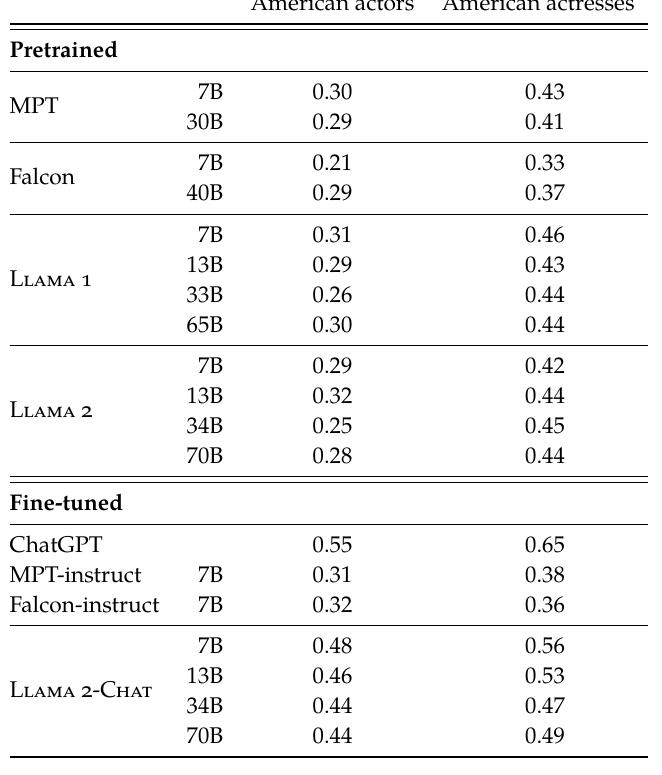 American actors American actresses
Pretrained
MPT 7B 0.30 0.43
30B 0.29 0.41
Falcon 7B 0.21 0.33
40B 0.29 0.37
Llama 1 7B 0.31 0.46
13B 0.29 0.43
33B 0.26 0.44
65B 0.30 0.44
Llama 2 7B 0.29 0.42
13B 0.32 0.44
34B 0.25 0.45
70B 0.28 0.44
Fine-tuned
ChatGPT 0.55 0.65
MPT-instruct 7B 0.31 0.38
Falcon-instruct 7B 0.32 0.36
Llama 2-Chat 7B 0.48 0.56
13B 0.46 0.53
34B 0.44 0.47
70B 0.44 0.49